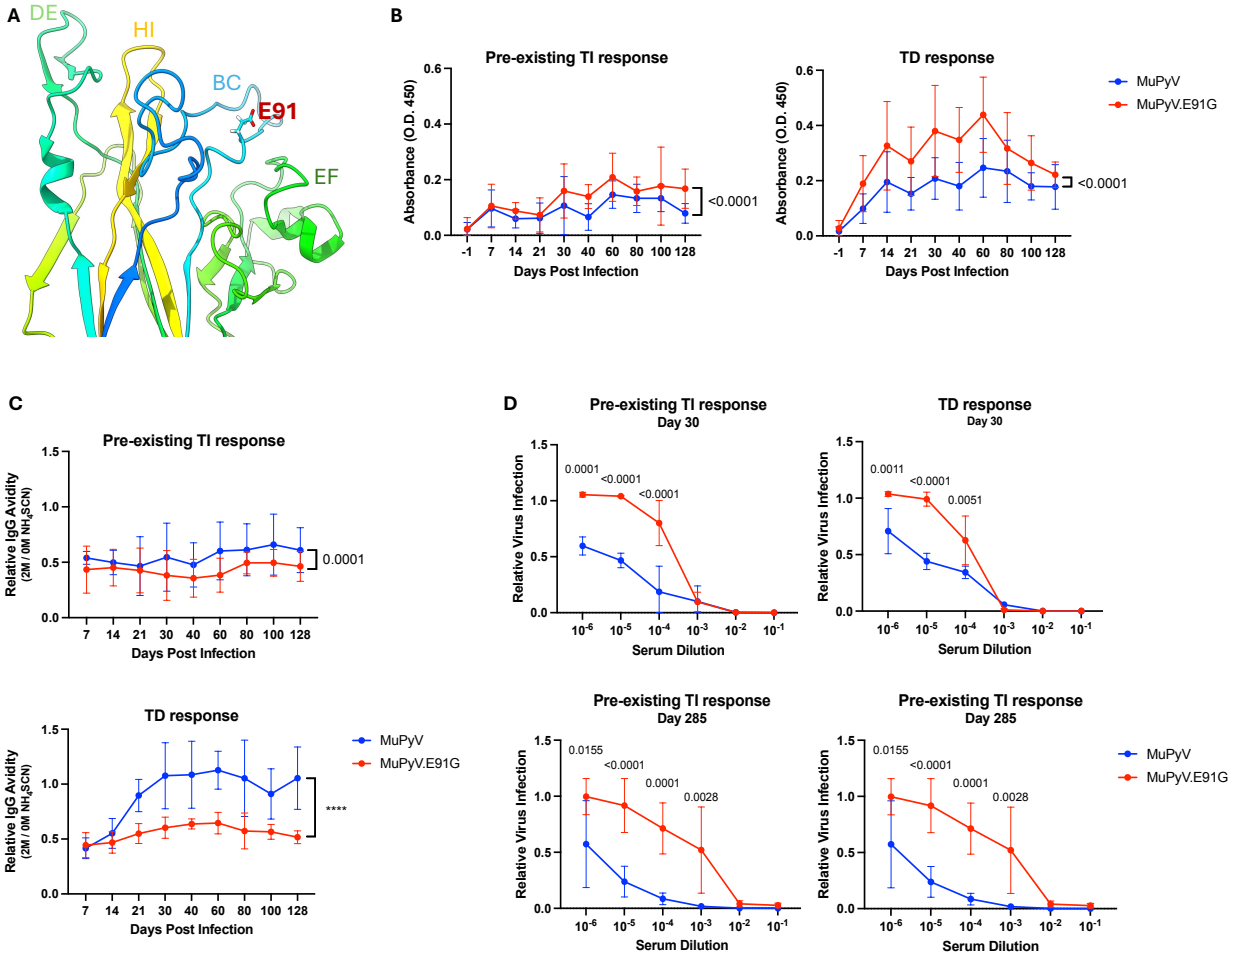 A
DE
HI
BC
E91
EF
B
Pre-existing TI response
Absorbance (O.D. 450)
0.6
0.4
0.2
0.0
-1 7 14 21 30 40 60 80 100 128
Days Post Infection
<0.0001
TD response
Absorbance (O.D. 450)
0.6
0.4
0.2
0.0
-1 7 14 21 30 40 60 80 100 128
Days Post Infection
<0.0001
MuPyV
MuPyV.E91G
C
Pre-existing TI response
Relative IgG Avidity
(2M / 0M NH₄SCN)
1.5
1.0
0.5
0.0
7 14 21 30 40 60 80 100 128
Days Post Infection
0.0001
TD response
Relative IgG Avidity
(2M / 0M NH₄SCN)
1.5
1.0
0.5
0.0
7 14 21 30 40 60 80 100 128
Days Post Infection
****
MuPyV
MuPyV.E91G
D
Pre-existing TI response
Day 30
Relative Virus Infection
1.5
1.0
0.5
0.0
0.0001
<0.0001
<0.0001
10⁻⁶ 10⁻⁵ 10⁻⁴ 10⁻³ 10⁻² 10⁻¹
Serum Dilution
TD response
Day 30
Relative Virus Infection
1.5
1.0
0.5
0.0
0.0011
<0.0001
0.0051
10⁻⁶ 10⁻⁵ 10⁻⁴ 10⁻³ 10⁻² 10⁻¹
Serum Dilution
Pre-existing TI response
Day 285
Relative Virus Infection
1.5
1.0
0.5
0.0
0.0155
<0.0001
0.0001
0.0028
10⁻⁶ 10⁻⁵ 10⁻⁴ 10⁻³ 10⁻² 10⁻¹
Serum Dilution
Pre-existing TI response
Day 285
Relative Virus Infection
1.5
1.0
0.5
0.0
0.0155
<0.0001
0.0001
0.0028
10⁻⁶ 10⁻⁵ 10⁻⁴ 10⁻³ 10⁻² 10⁻¹
Serum Dilution
MuPyV
MuPyV.E91G